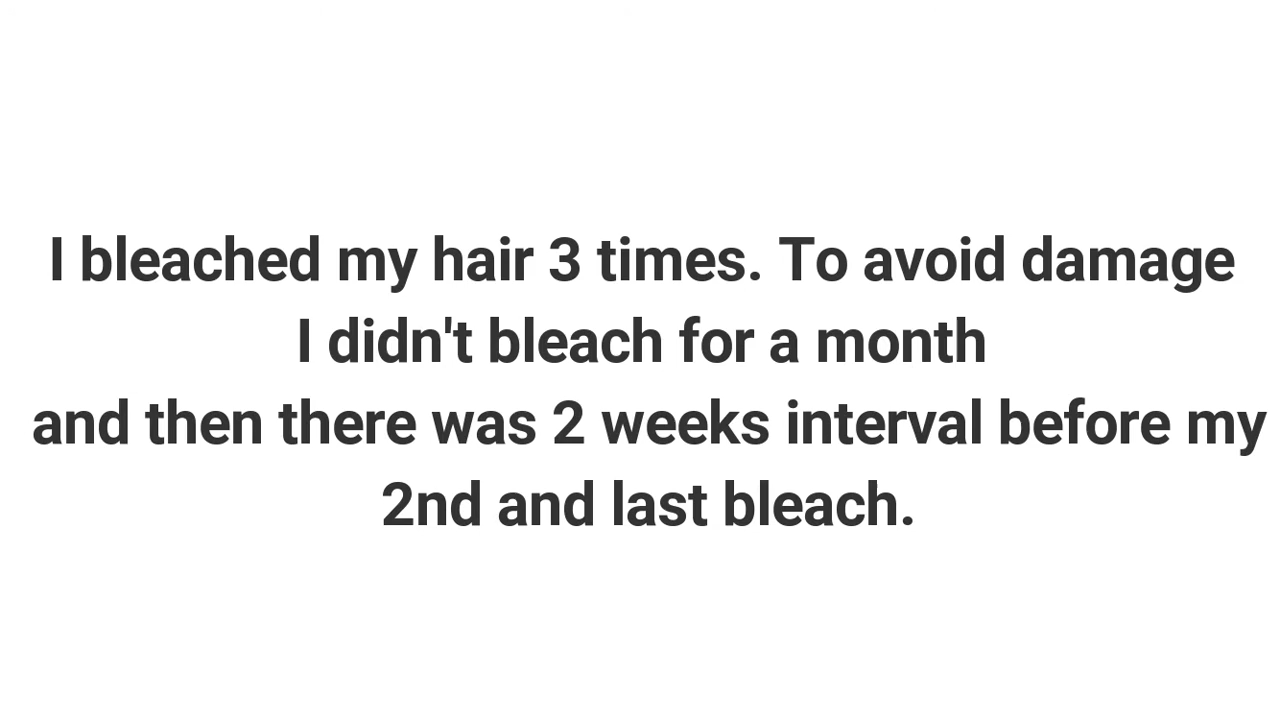 I bleached my hair 3 times. To avoid damage
I didn't bleach for a month
and then there was 2 weeks interval before my
2nd and last bleach.